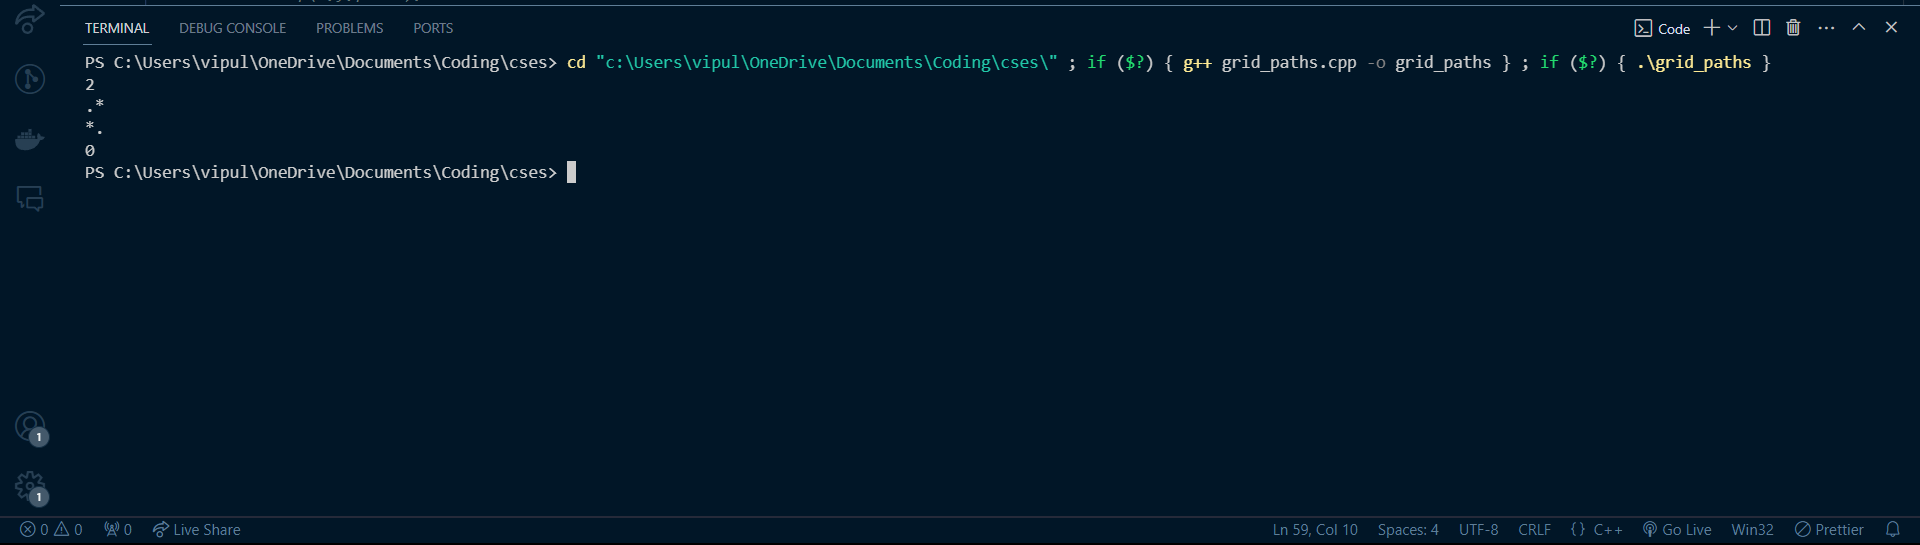 TERMINAL DEBUG CONSOLE PROBLEMS PORTS Code
PS C:\Users\vipul\OneDrive\Documents\Coding\cses> cd "c:\Users\vipul\OneDrive\Documents\Coding\cses\" ; if ($?) { g++ grid_paths.cpp -o grid_paths } ; if ($?) { .\grid_paths }
2
.*
*.
0
PS C:\Users\vipul\OneDrive\Documents\Coding\cses>
1
1
0 0 0 Live Share Ln 59, Col 10 Spaces: 4 UTF-8 CRLF {} C++ Go Live Win32 Prettier